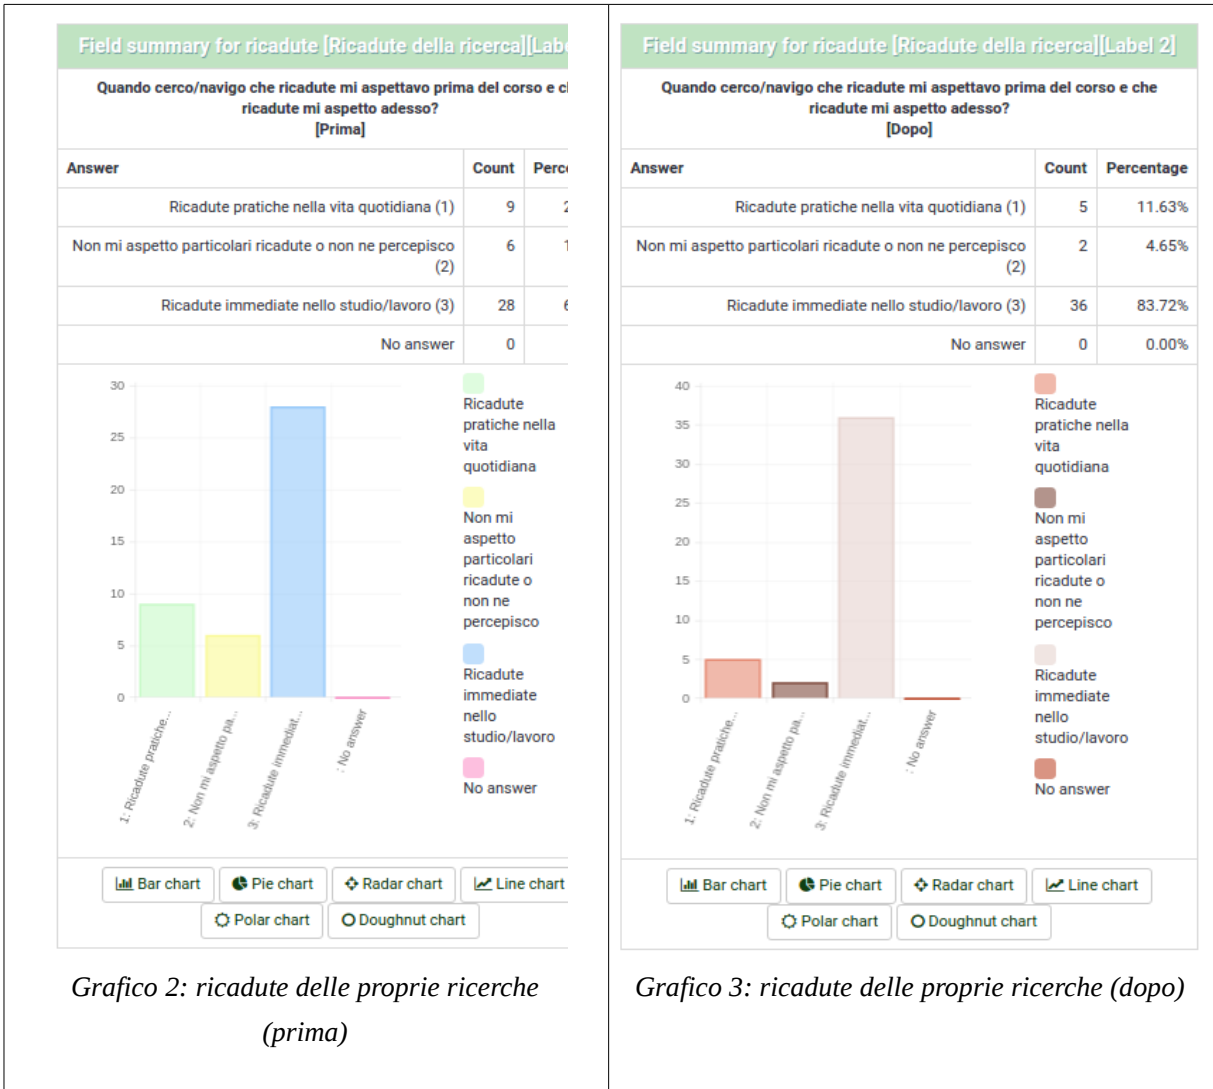 Field summary for ricadute [Ricadute della ricerca][Lab
Quando cerco/navigo che ricadute mi aspettavo prima del corso e c
ricadute mi aspetto adesso?
[Prima]
Answer Count Perc
Ricadute pratiche nella vita quotidiana (1) 9 2
Non mi aspetto particolari ricadute o non ne percepisco 6 1
(2)
Ricadute immediate nello studio/lavoro (3) 28 6
No answer 0
30
25
20
15
10
5
0
1: Ricadute pratiche...
2: Non mi aspetto pa...
3: Ricadute immediat...
: No answer
Ricadute
pratiche nella
vita
quotidiana
Non mi
aspetto
particolari
ricadute o
non ne
percepisco
Ricadute
immediate
nello
studio/lavoro
No answer
Bar chart Pie chart Radar chart Line chart
Polar chart Doughnut chart
Grafico 2: ricadute delle proprie ricerche
(prima)
Field summary for ricadute [Ricadute della ricerca][Label 2]
Quando cerco/navigo che ricadute mi aspettavo prima del corso e che
ricadute mi aspetto adesso?
[Dopo]
Answer Count Percentage
Ricadute pratiche nella vita quotidiana (1) 5 11.63%
Non mi aspetto particolari ricadute o non ne percepisco 2 4.65%
(2)
Ricadute immediate nello studio/lavoro (3) 36 83.72%
No answer 0 0.00%
40
35
30
25
20
15
10
5
0
1: Ricadute pratiche...
2: Non mi aspetto pa...
3: Ricadute immediat...
: No answer
Ricadute
pratiche nella
vita
quotidiana
Non mi
aspetto
particolari
ricadute o
non ne
percepisco
Ricadute
immediate
nello
studio/lavoro
No answer
Bar chart Pie chart Radar chart Line chart
Polar chart Doughnut chart
Grafico 3: ricadute delle proprie ricerche (dopo)